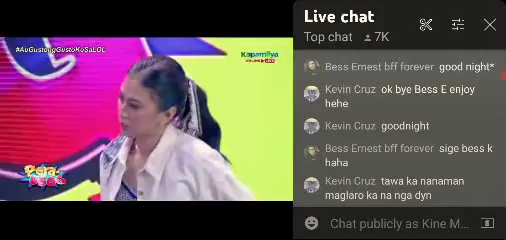 Live chat
Top chat 7K
#AuGustongGustoKoSaLOL
Kapamilya
ONLINE LIVE
Bess Ernest bff forever good night*
Kevin Cruz ok bye Bess E enjoy
hehe
Kevin Cruz goodnight
Bess Ernest bff forever sige bess k
haha
Kevin Cruz tawa ka nanaman
maglaro ka na nga dyn
Chat publicly as Kine M...